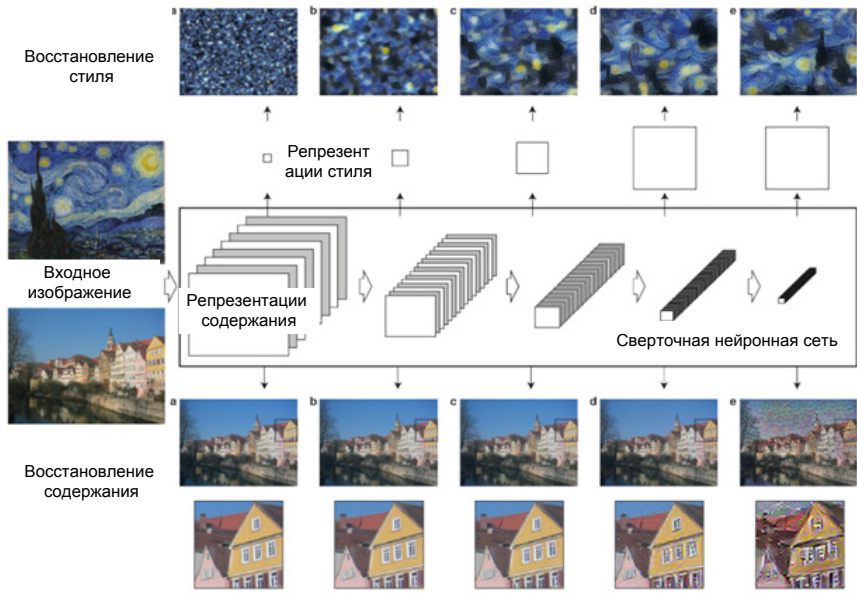 a b c d e
Восстановление
стиля
Репрезент
ации стиля
Входное
изображение
Репрезентации
содержания
Сверточная нейронная сеть
a b c d e
Восстановление
содержания